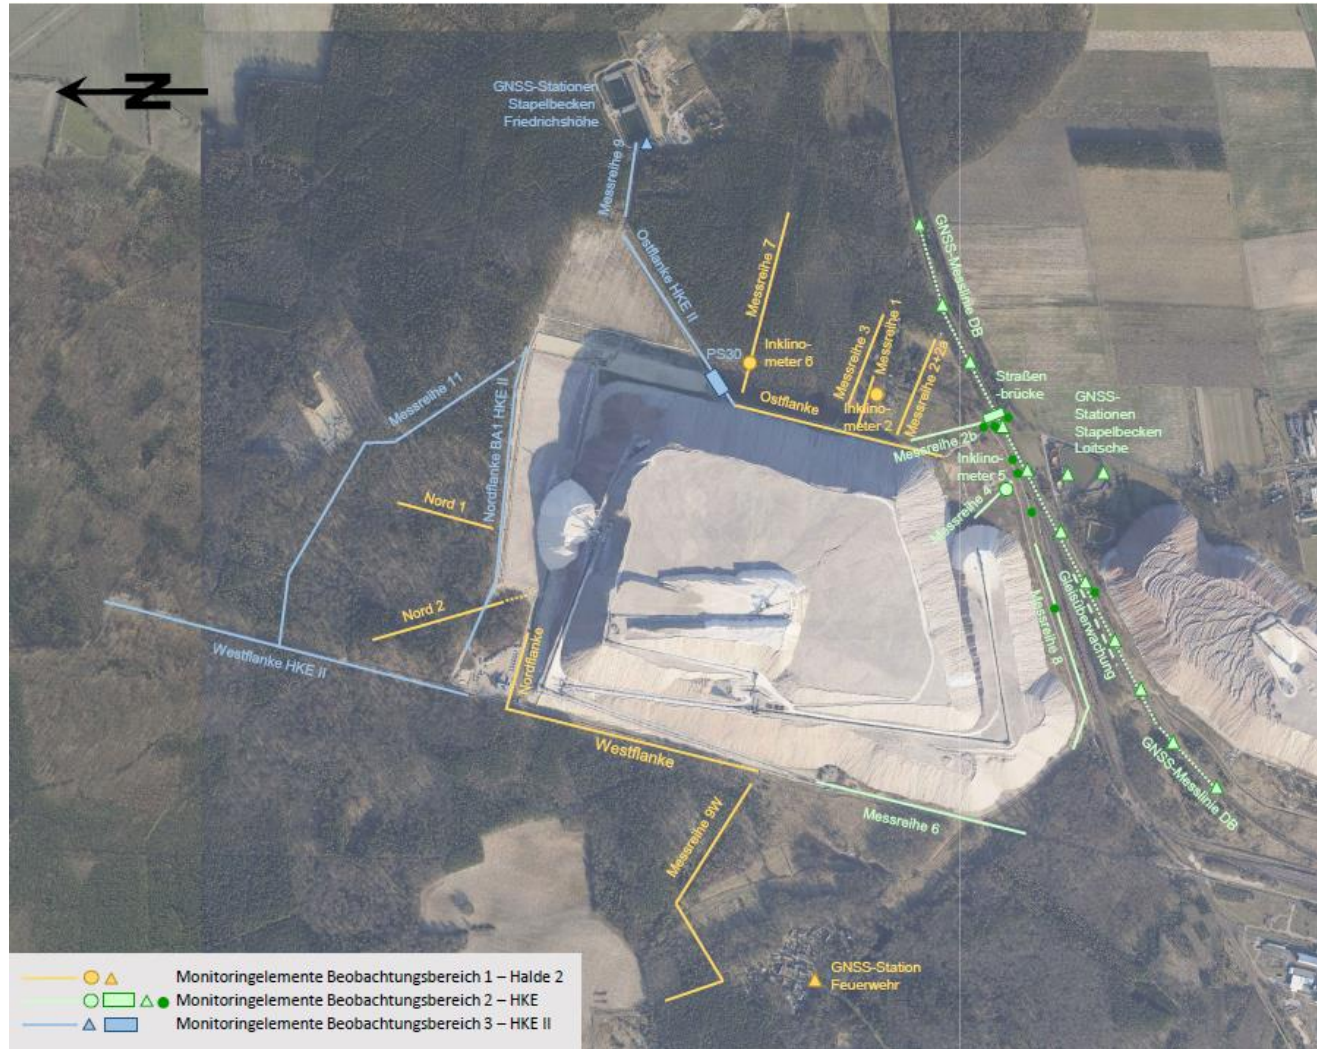 N
GNSS-Stationen
Stapelbecken
Friedrichshöhe
Messreihe 9
Ostflanke HKE II
Messreihe 7
GNSS-Messlinie DB
PS30
Inklino-
meter 6
Messreihe 3
Messreihe 1
Messreihe 2+2a
Straßen
-brücke
GNSS-
Stationen
Stapelbecken
Loitsche
Messreihe 11
Nordflanke BA1 HKE II
Ostflanke
Inklino-
meter 2
Messreihe 2b
Inklino-
meter 5
Messreihe 4
Nord 1
Nord 2
Nordflanke
Westflanke HKE II
Gleisüberwachung
Messreihe 8
Westflanke
GNSS-Messlinie DB
Messreihe 6
Messreihe 9W
GNSS-Station
Feuerwehr
Monitoringelemente Beobachtungsbereich 1 – Halde 2
Monitoringelemente Beobachtungsbereich 2 – HKE
Monitoringelemente Beobachtungsbereich 3 – HKE II